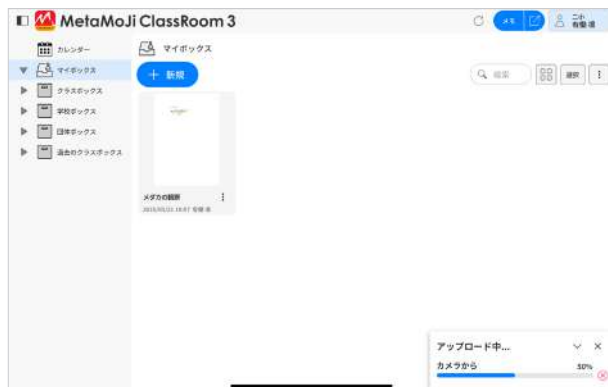 MetaMoJi ClassRoom 3
メモ
カレンダー
マイボックス
マイボックス
新規
検索
選択
クラスボックス
学校ボックス
団体ボックス
過去のクラスボックス
メダカの観察
アップロード中...
カメラから
50%